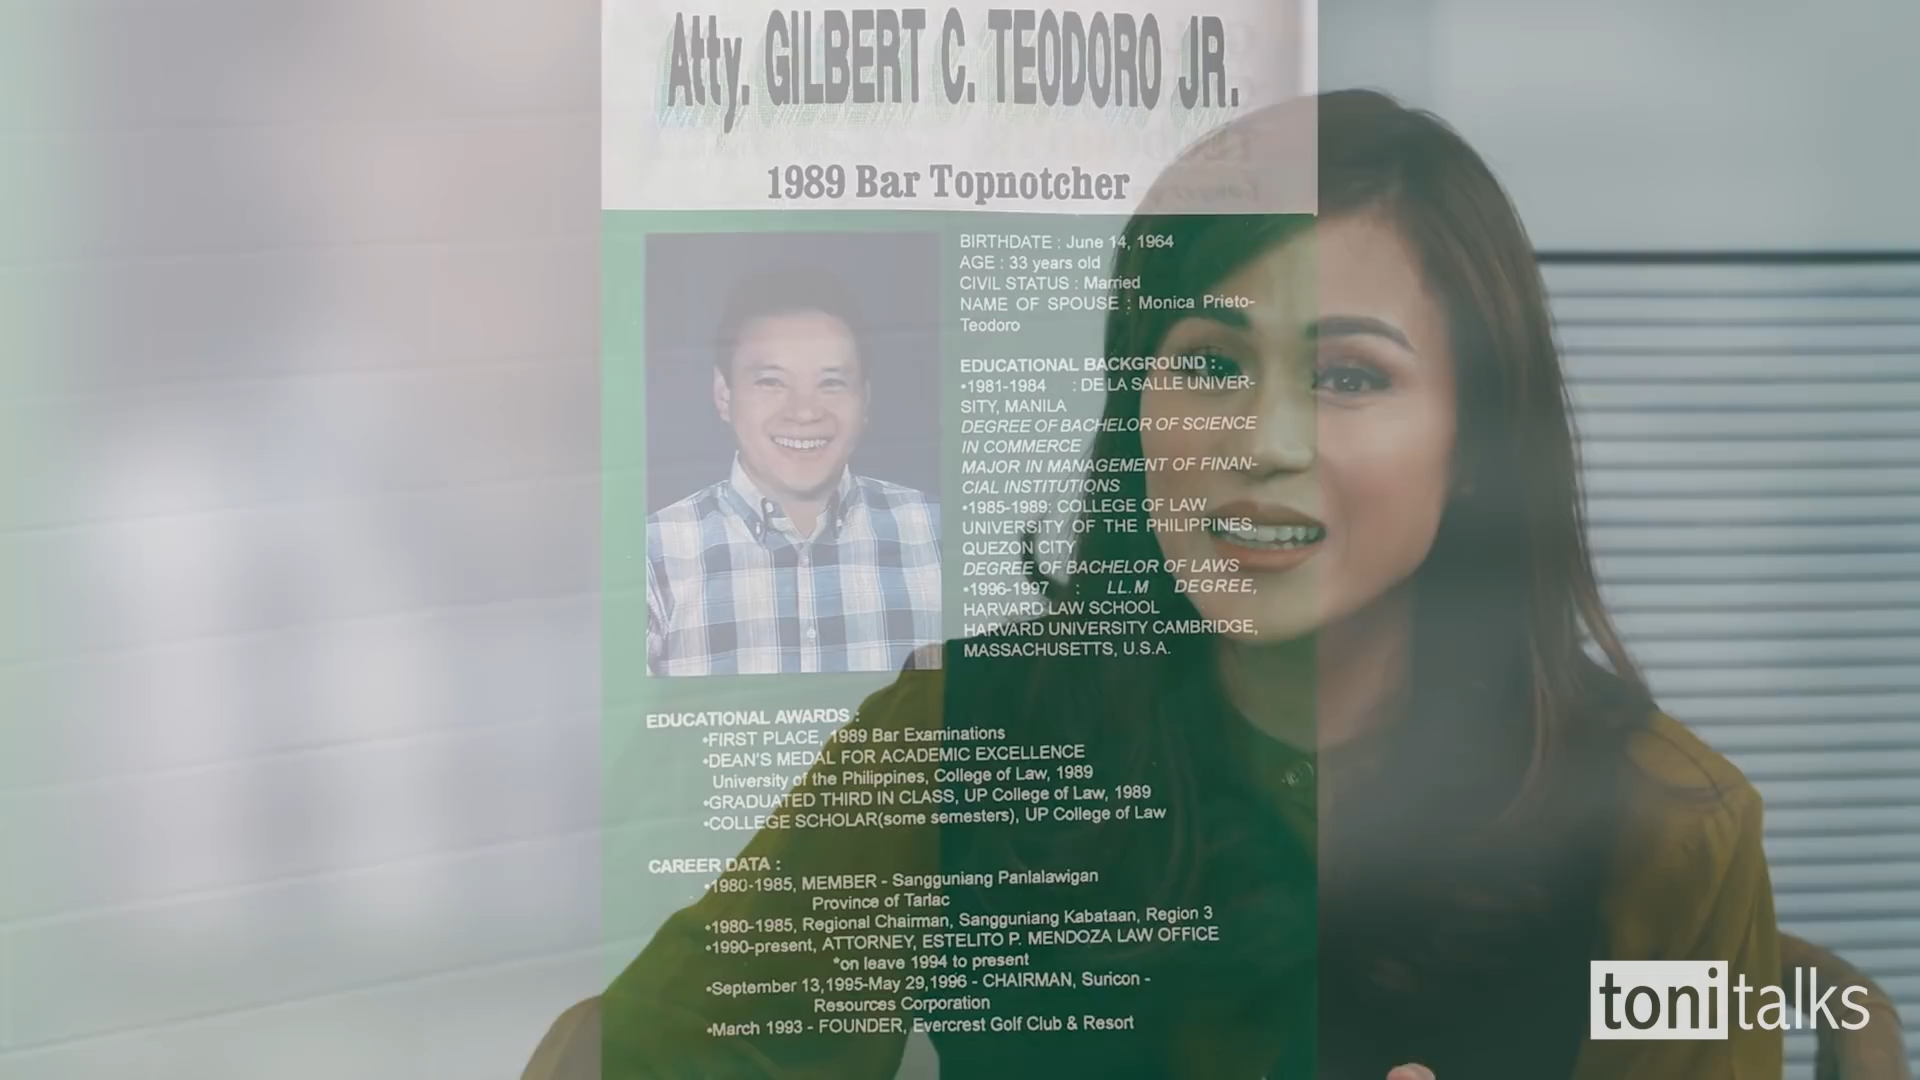 Atty. GILBERT C. TEODORO JR.
1989 Bar Topnotcher
BIRTHDATE : June 14, 1964
AGE : 33 years old
CIVIL STATUS : Married
NAME OF SPOUSE : Monica Prieto-
Teodoro
EDUCATIONAL BACKGROUND :
•1981-1984 : DE LA SALLE UNIVER-
SITY, MANILA
DEGREE OF BACHELOR OF SCIENCE
IN COMMERCE
MAJOR IN MANAGEMENT OF FINAN-
CIAL INSTITUTIONS
•1985-1989: COLLEGE OF LAW
UNIVERSITY OF THE PHILIPPINES,
QUEZON CITY
DEGREE OF BACHELOR OF LAWS
•1996-1997 : LL.M DEGREE,
HARVARD LAW SCHOOL
HARVARD UNIVERSITY CAMBRIDGE,
MASSACHUSETTS, U.S.A.
EDUCATIONAL AWARDS :
•FIRST PLACE, 1989 Bar Examinations
•DEAN'S MEDAL FOR ACADEMIC EXCELLENCE
University of the Philippines, College of Law, 1989
•GRADUATED THIRD IN CLASS, UP College of Law, 1989
•COLLEGE SCHOLAR(some semesters), UP College of Law
CAREER DATA :
•1980-1985, MEMBER - Sangguniang Panlalawigan
Province of Tarlac
•1980-1985, Regional Chairman, Sangguniang Kabataan, Region 3
•1990-present, ATTORNEY, ESTELITO P. MENDOZA LAW OFFICE
*on leave 1994 to present
•September 13,1995-May 29,1996 - CHAIRMAN, Suricon -
Resources Corporation
•March 1993 - FOUNDER, Evercrest Golf Club & Resort
tonitalks